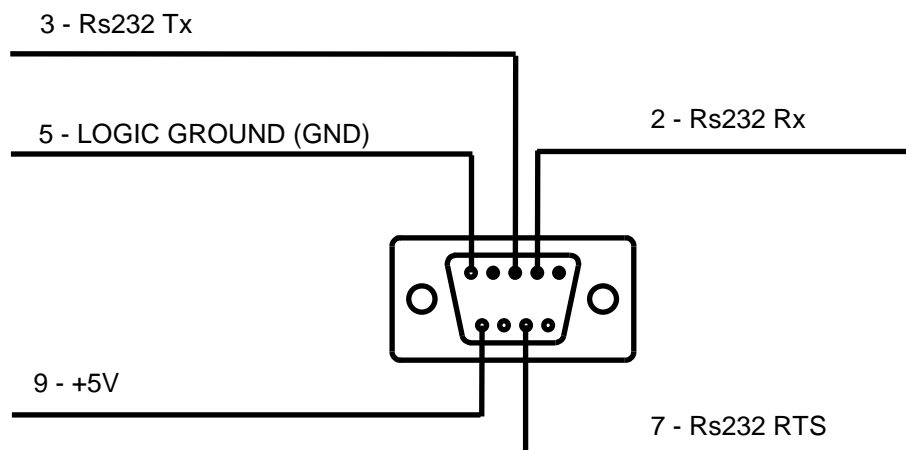 3 - Rs232 Tx
5 - LOGIC GROUND (GND)
2 - Rs232 Rx
9 - +5V
7 - Rs232 RTS